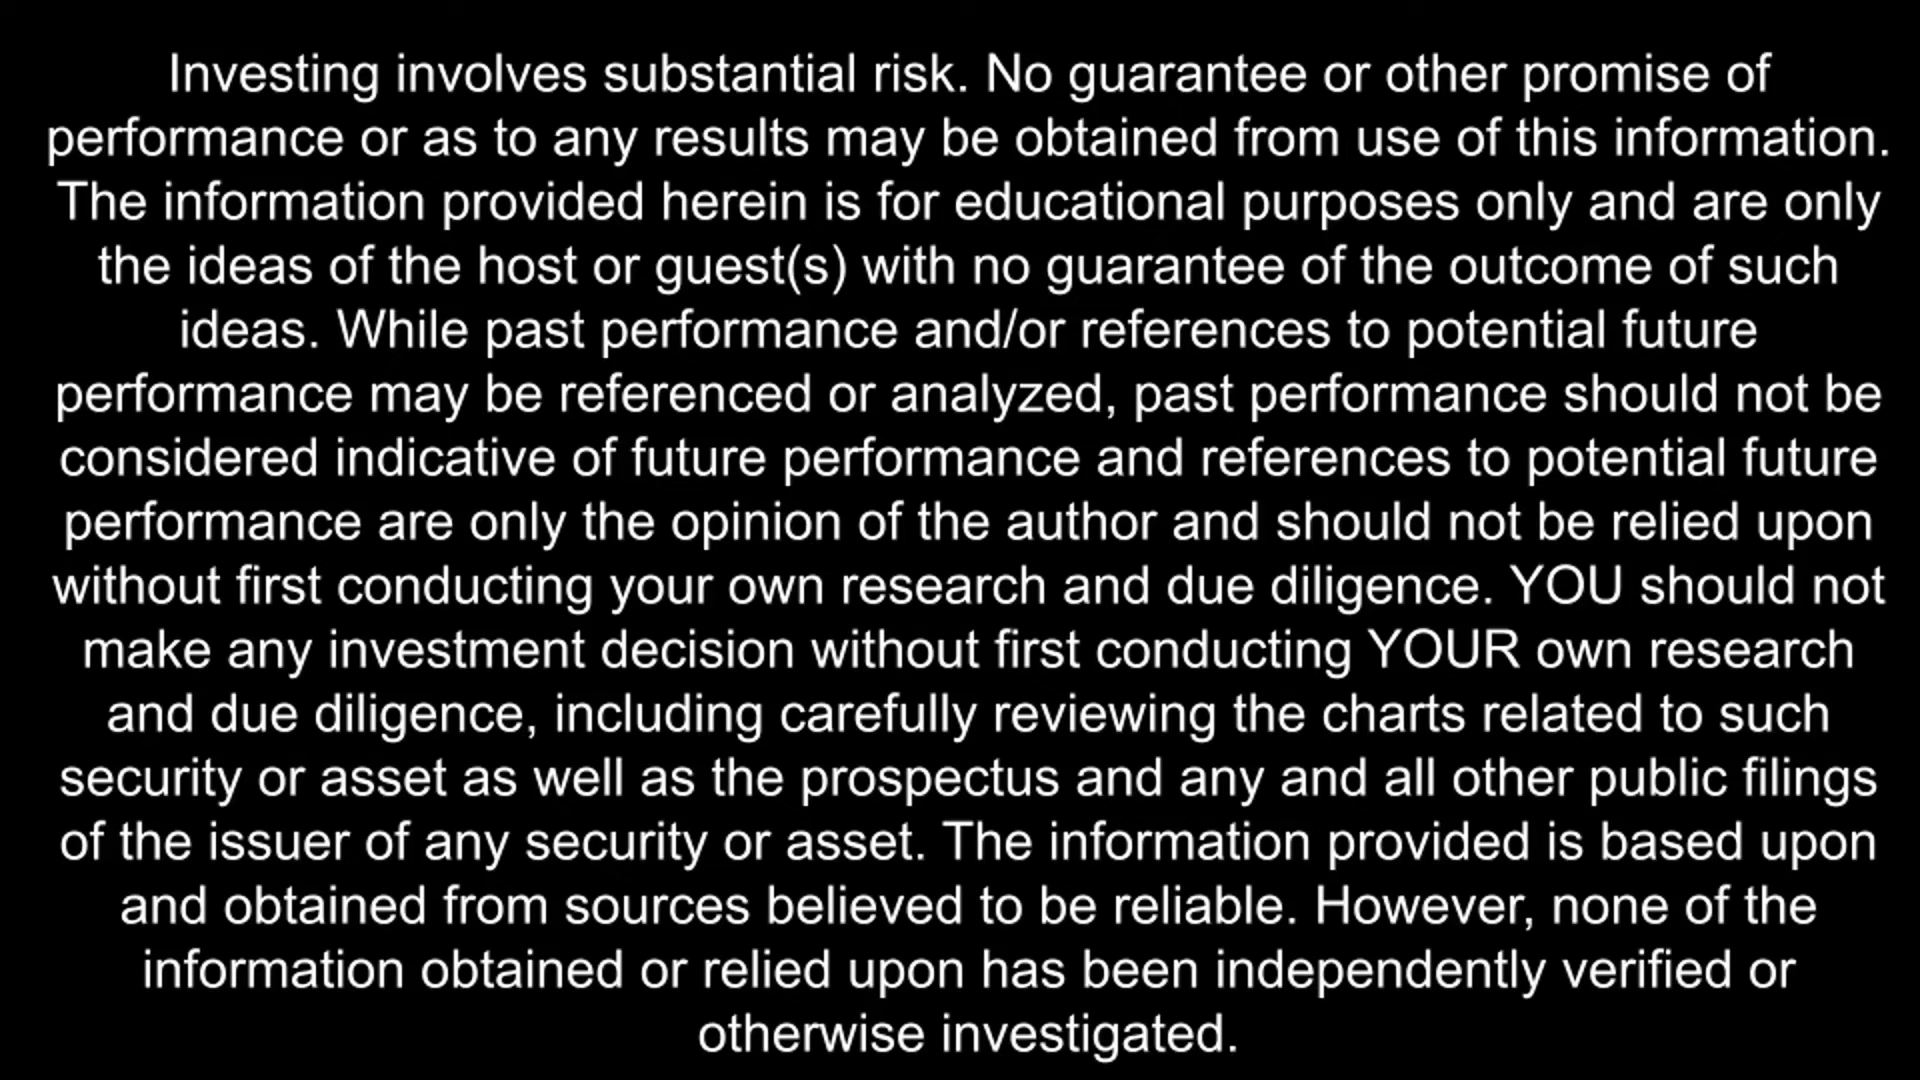 Investing involves substantial risk. No guarantee or other promise of
performance or as to any results may be obtained from use of this information.
The information provided herein is for educational purposes only and are only
the ideas of the host or guest(s) with no guarantee of the outcome of such
ideas. While past performance and/or references to potential future
performance may be referenced or analyzed, past performance should not be
considered indicative of future performance and references to potential future
performance are only the opinion of the author and should not be relied upon
without first conducting your own research and due diligence. YOU should not
make any investment decision without first conducting YOUR own research
and due diligence, including carefully reviewing the charts related to such
security or asset as well as the prospectus and any and all other public filings
of the issuer of any security or asset. The information provided is based upon
and obtained from sources believed to be reliable. However, none of the
information obtained or relied upon has been independently verified or
otherwise investigated.